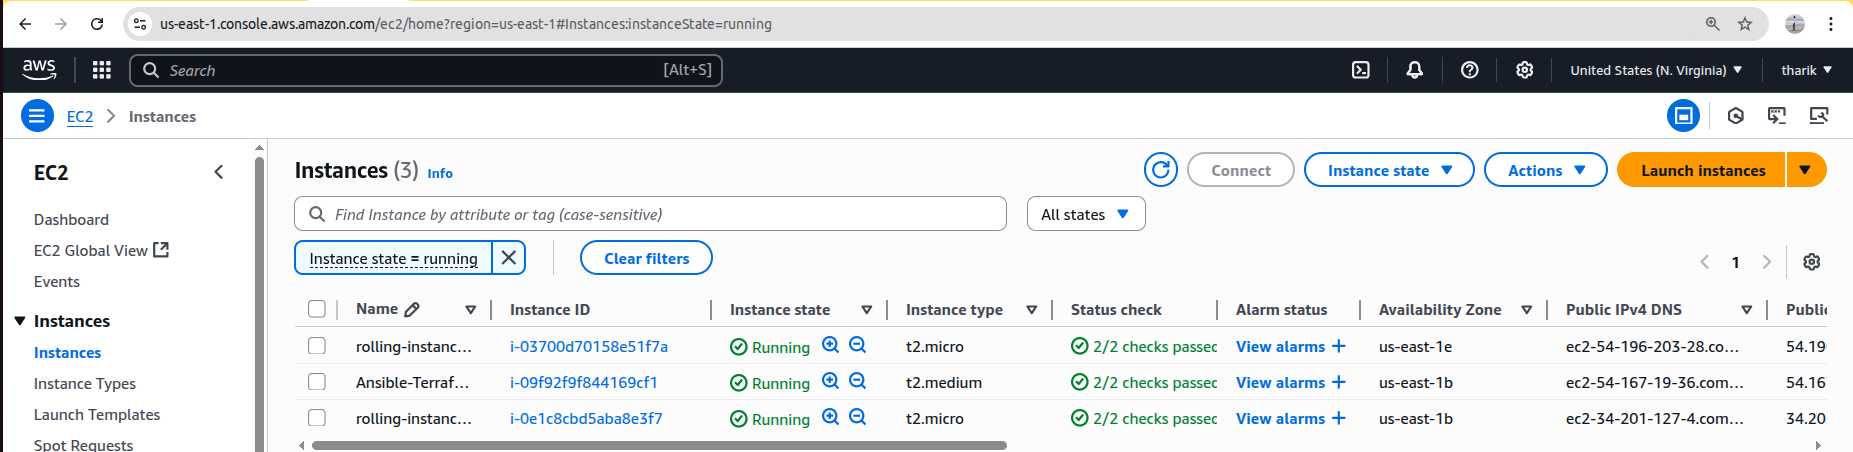 us-east-1.console.aws.amazon.com/ec2/home?region=us-east-1#Instances:instanceState=running
aws Search [Alt+S] United States (N. Virginia) tharik
EC2 Instances
EC2
Dashboard
EC2 Global View
Events
Instances
Instances
Instance Types
Launch Templates
Spot Requests
Instances (3) Info Connect Instance state Actions Launch instances
Find Instance by attribute or tag (case-sensitive) All states
Instance state = running Clear filters
1
Name Instance ID Instance state Instance type Status check Alarm status Availability Zone Public IPv4 DNS Public
rolling-instanc... i-03700d70158e51f7a Running t2.micro 2/2 checks passed View alarms + us-east-1e ec2-54-196-203-28.co... 54.19
Ansible-Terraf... i-09f92f9f844169cf1 Running t2.medium 2/2 checks passed View alarms + us-east-1b ec2-54-167-19-36.com... 54.16
rolling-instanc... i-0e1c8cbd5aba8e3f7 Running t2.micro 2/2 checks passed View alarms + us-east-1b ec2-34-201-127-4.com... 34.20